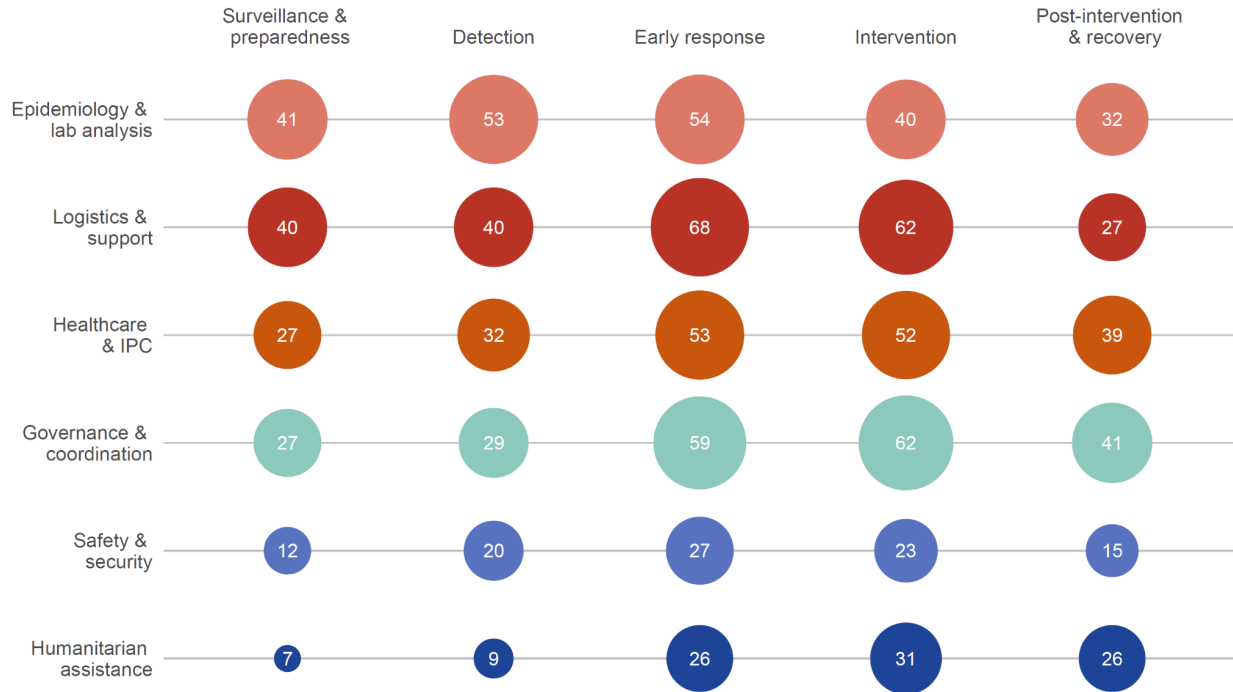 Surveillance &
preparedness
Detection
Early response
Intervention
Post-intervention
& recovery
Epidemiology &
lab analysis
41
53
54
40
32
Logistics &
support
40
40
68
62
27
Healthcare
& IPC
27
32
53
52
39
Governance &
coordination
27
29
59
62
41
Safety &
security
12
20
27
23
15
Humanitarian
assistance
7
9
26
31
26